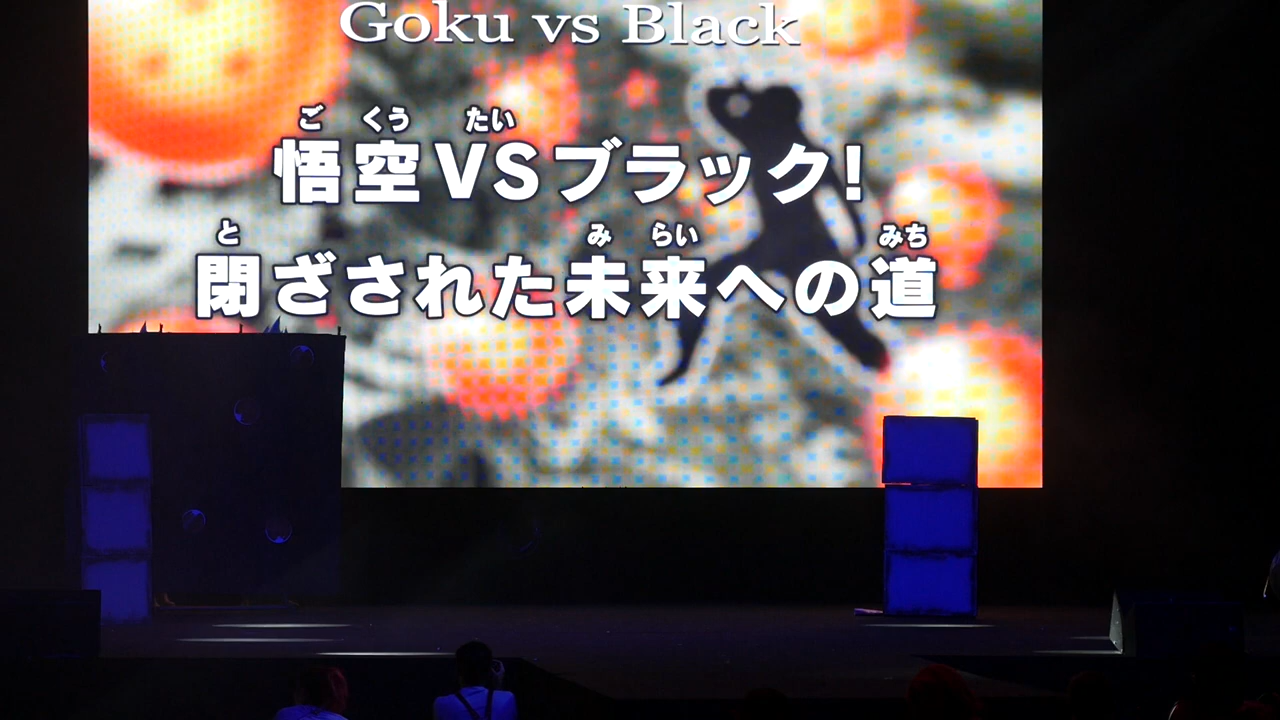 Goku vs Black
ご くう たい
悟空VSブラック!
と み らい みち
閉ざされた未来への道